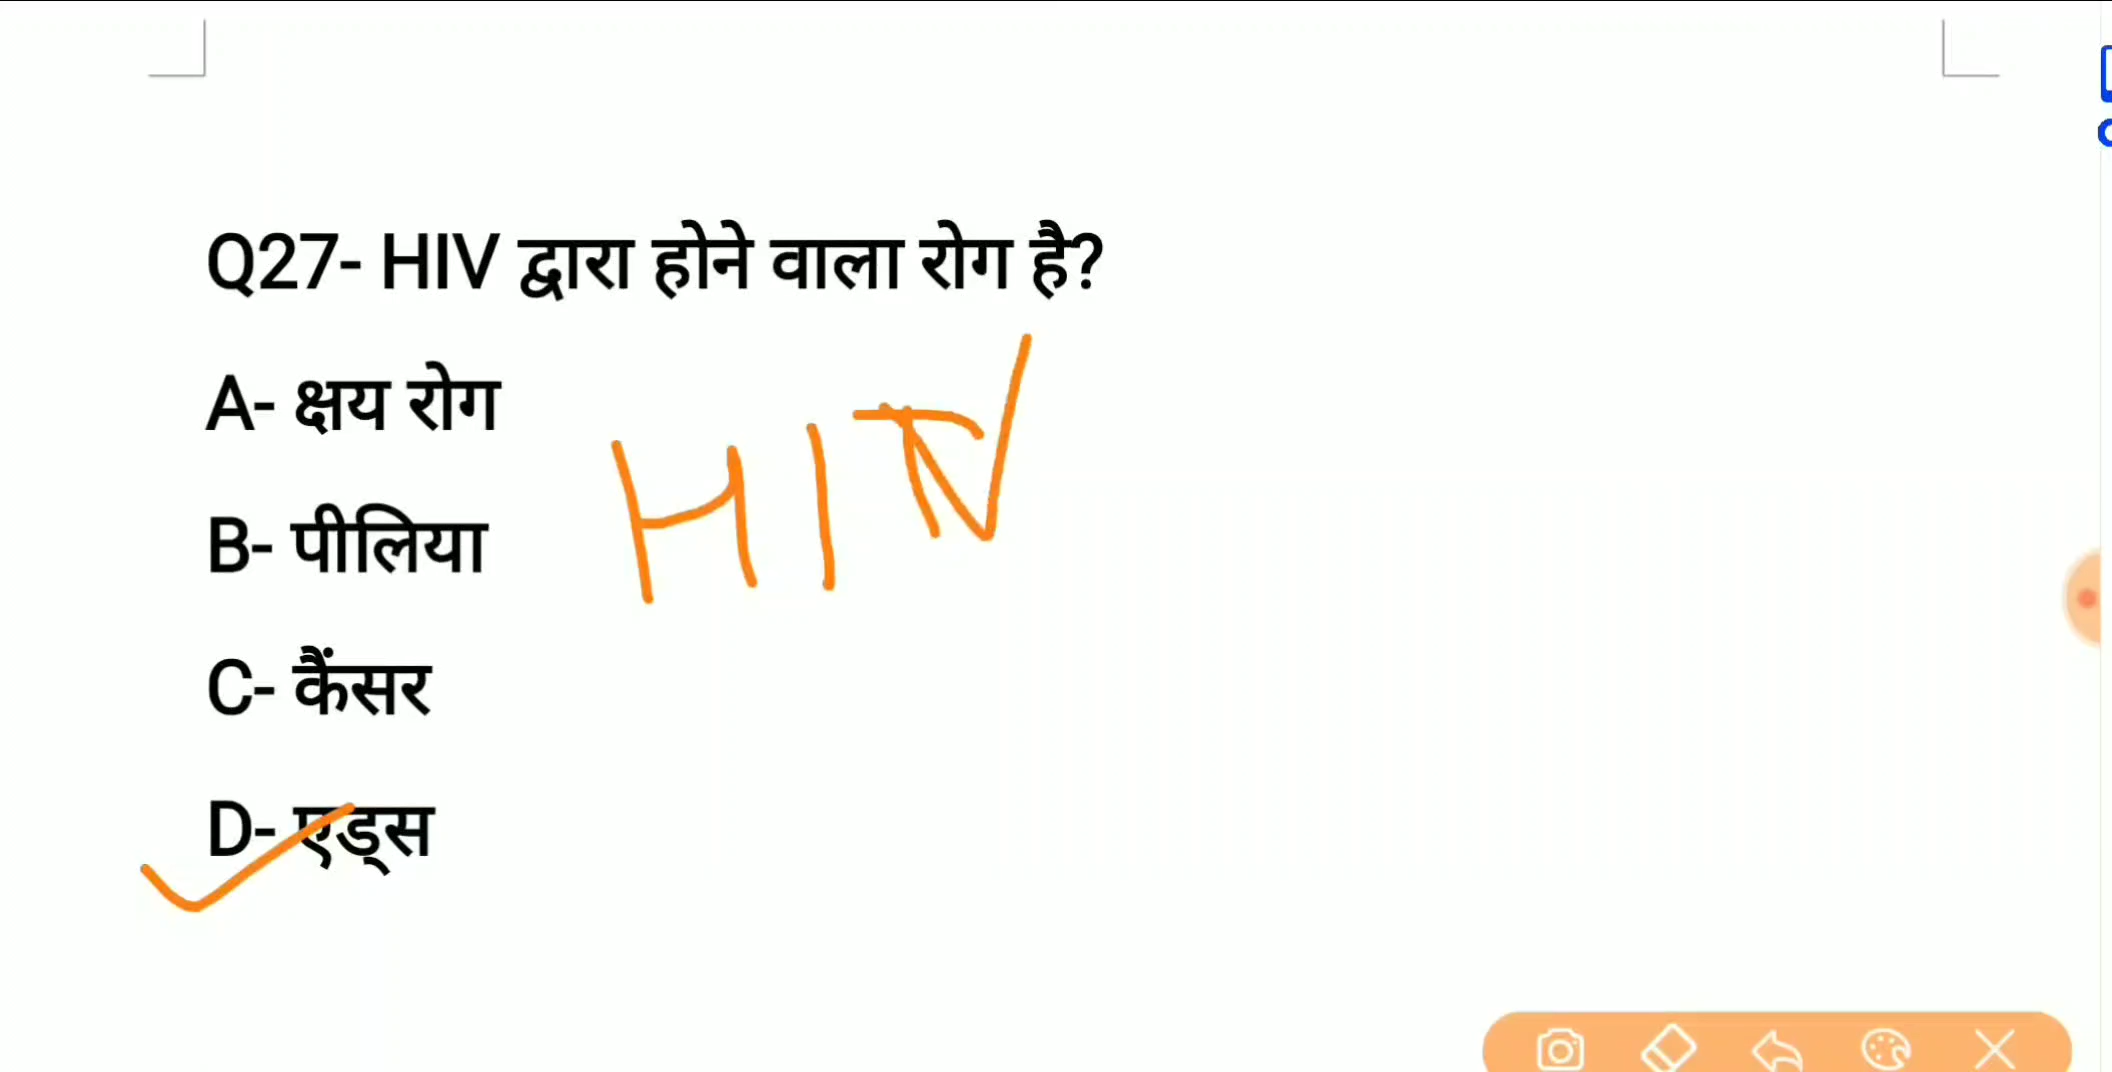 Q27- HIV द्वारा होने वाला रोग है?
A- क्षय रोग
HIV
B- पीलिया
C- कैंसर
D- एड्स